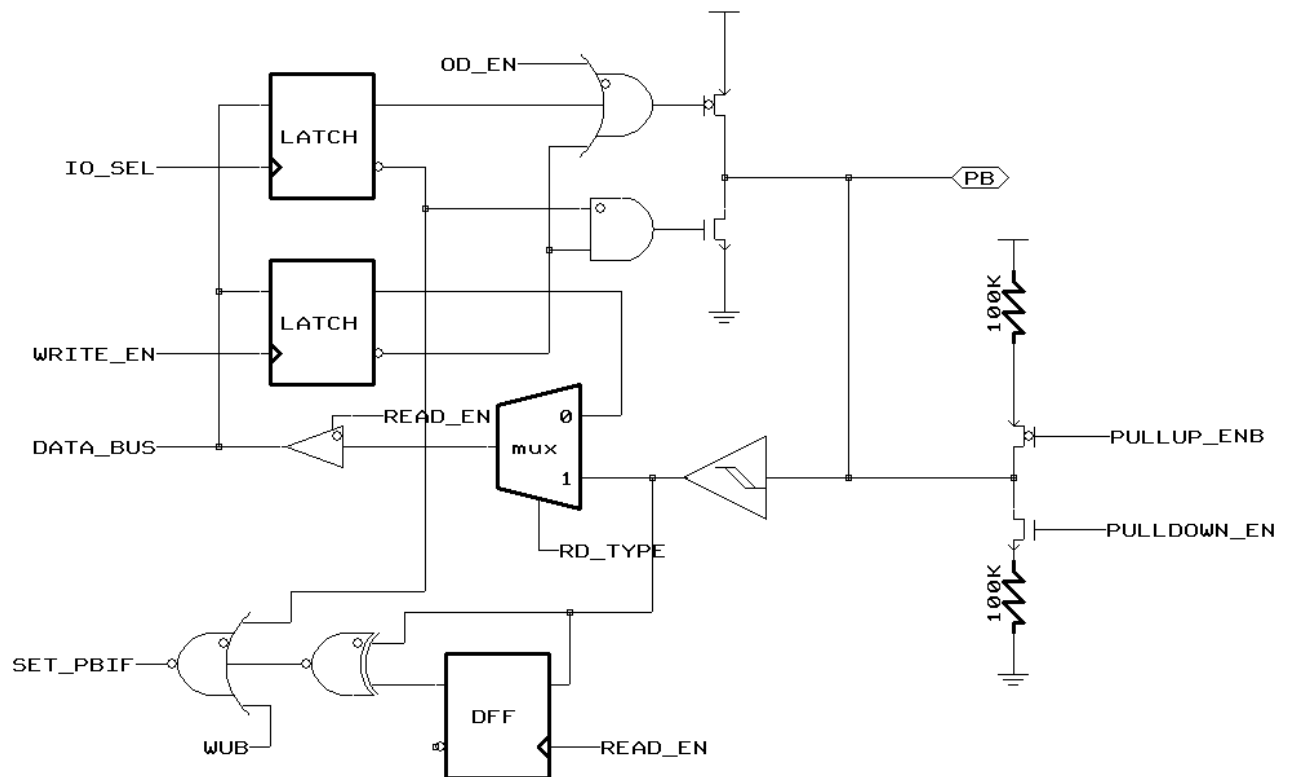 OD_EN
LATCH
IO_SEL
PB
100K
LATCH
WRITE_EN
READ_EN
0
DATA_BUS
mux
PULLUP_ENB
1
PULLDOWN_EN
RD_TYPE
100K
SET_PBIF
DFF
WUB
READ_EN